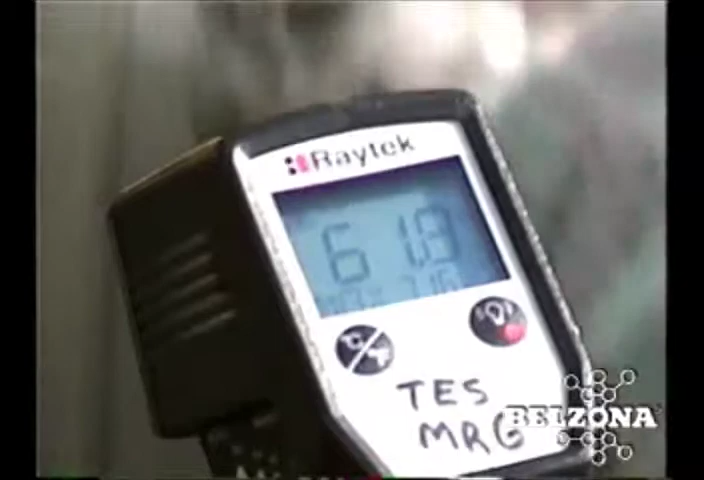 Raytek
61.8
°C °F
TES
MRG
BELZONA